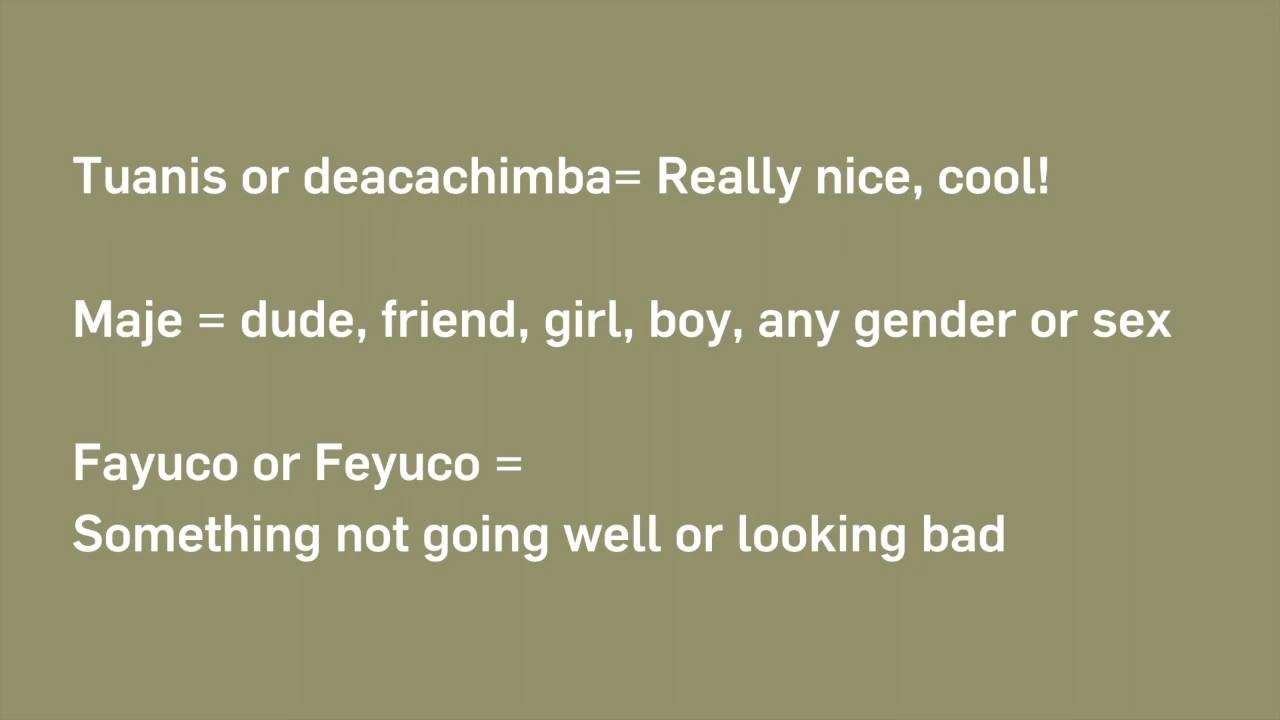 Tuanis or deacachimba= Really nice, cool!
Maje = dude, friend, girl, boy, any gender or sex
Fayuco or Feyuco =
Something not going well or looking bad